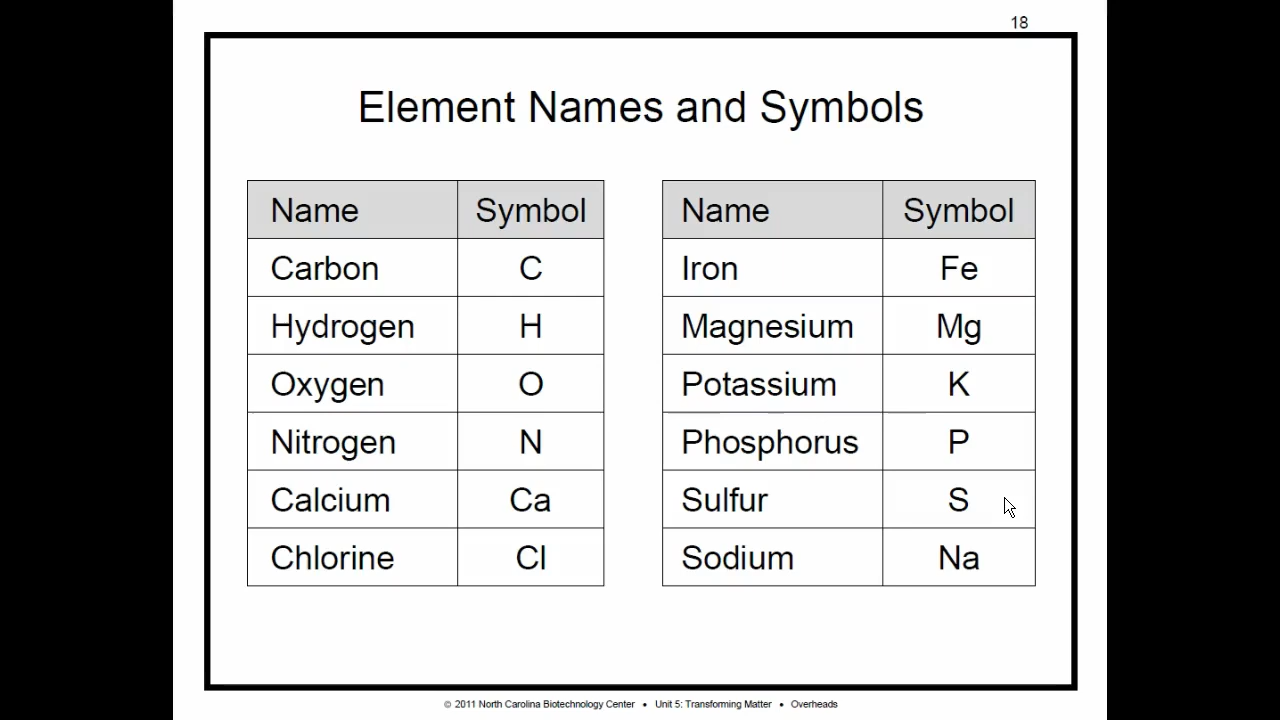 18
Element Names and Symbols
Name Symbol
Carbon C
Hydrogen H
Oxygen O
Nitrogen N
Calcium Ca
Chlorine Cl
Name Symbol
Iron Fe
Magnesium Mg
Potassium K
Phosphorus P
Sulfur S
Sodium Na
© 2011 North Carolina Biotechnology Center • Unit 5: Transforming Matter • Overheads